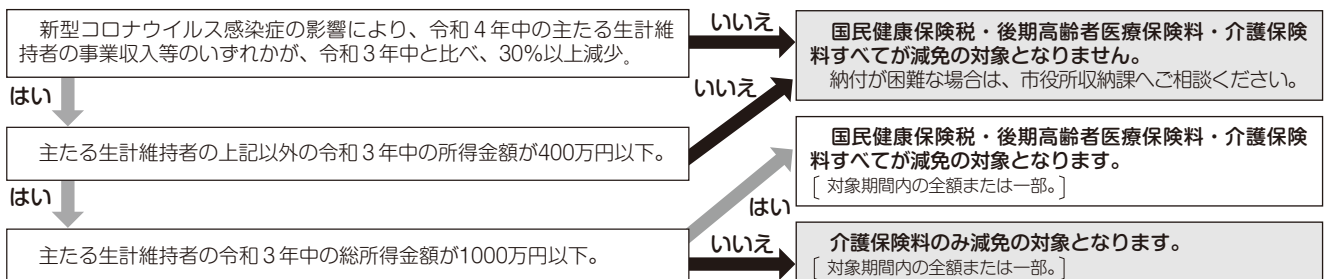 新型コロナウイルス感染症の影響により、令和４年中の主たる生計維
持者の事業収入等のいずれかが、令和３年中と比べ、30％以上減少。
いいえ
国民健康保険税・後期高齢者医療保険料・介護保険
料すべてが減免の対象となりません。
納付が困難な場合は、市役所収納課へご相談ください。
はい
いいえ
主たる生計維持者の上記以外の令和３年中の所得金額が400万円以下。
国民健康保険税・後期高齢者医療保険料・介護保険
料すべてが減免の対象となります。
［対象期間内の全額または一部。］
はい
はい
主たる生計維持者の令和３年中の総所得金額が1000万円以下。
いいえ
介護保険料のみ減免の対象となります。
［対象期間内の全額または一部。］